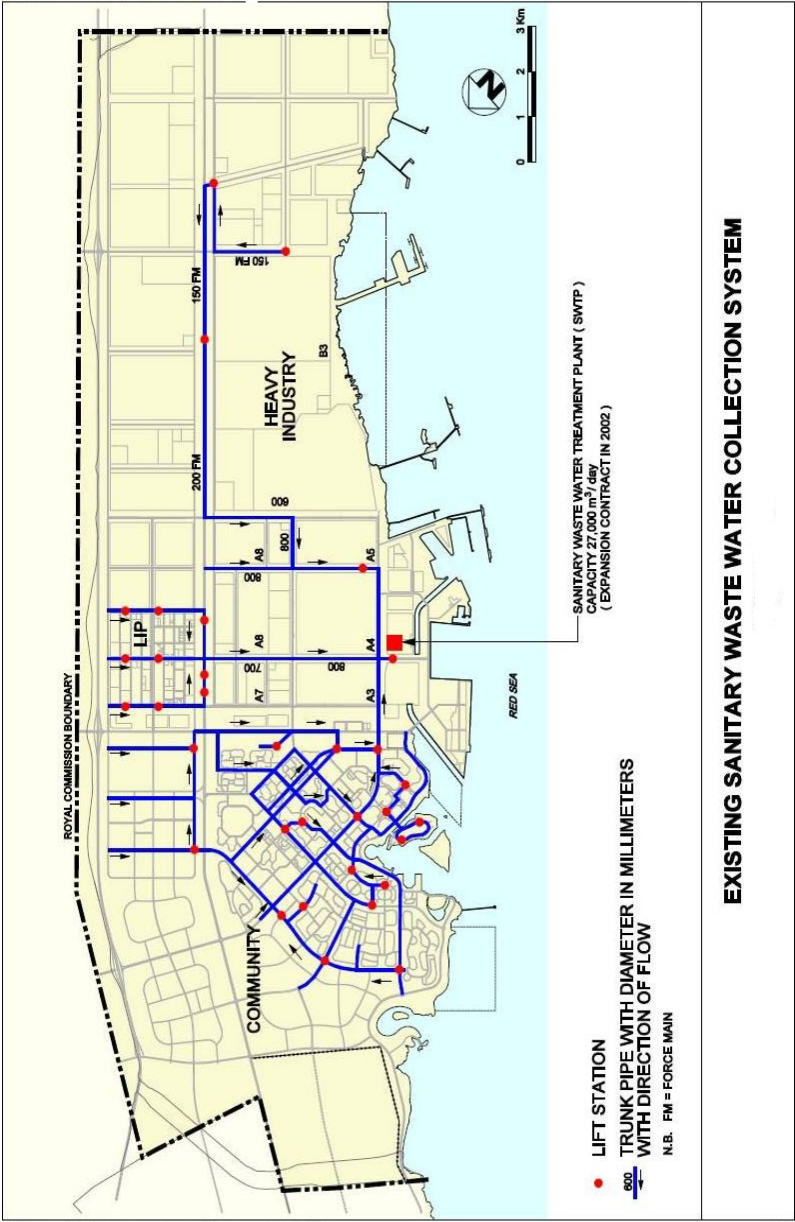 ROYAL COMMISSION BOUNDARY
LIP
200 FM
150 FM
COMMUNITY
A7
700
A8
800
A8
150 FM
HEAVY
INDUSTRY
600
800
B3
800
A3
A4
A5
N
0 1 2 3 Km
RED SEA
SANITARY WASTE WATER TREATMENT PLANT ( SWTP )
CAPACITY 27,000 m³/ day
( EXPANSION CONTRACT IN 2002 )
LIFT STATION
600
TRUNK PIPE WITH DIAMETER IN MILLIMETERS
WITH DIRECTION OF FLOW
N.B. FM = FORCE MAIN
EXISTING SANITARY WASTE WATER COLLECTION SYSTEM